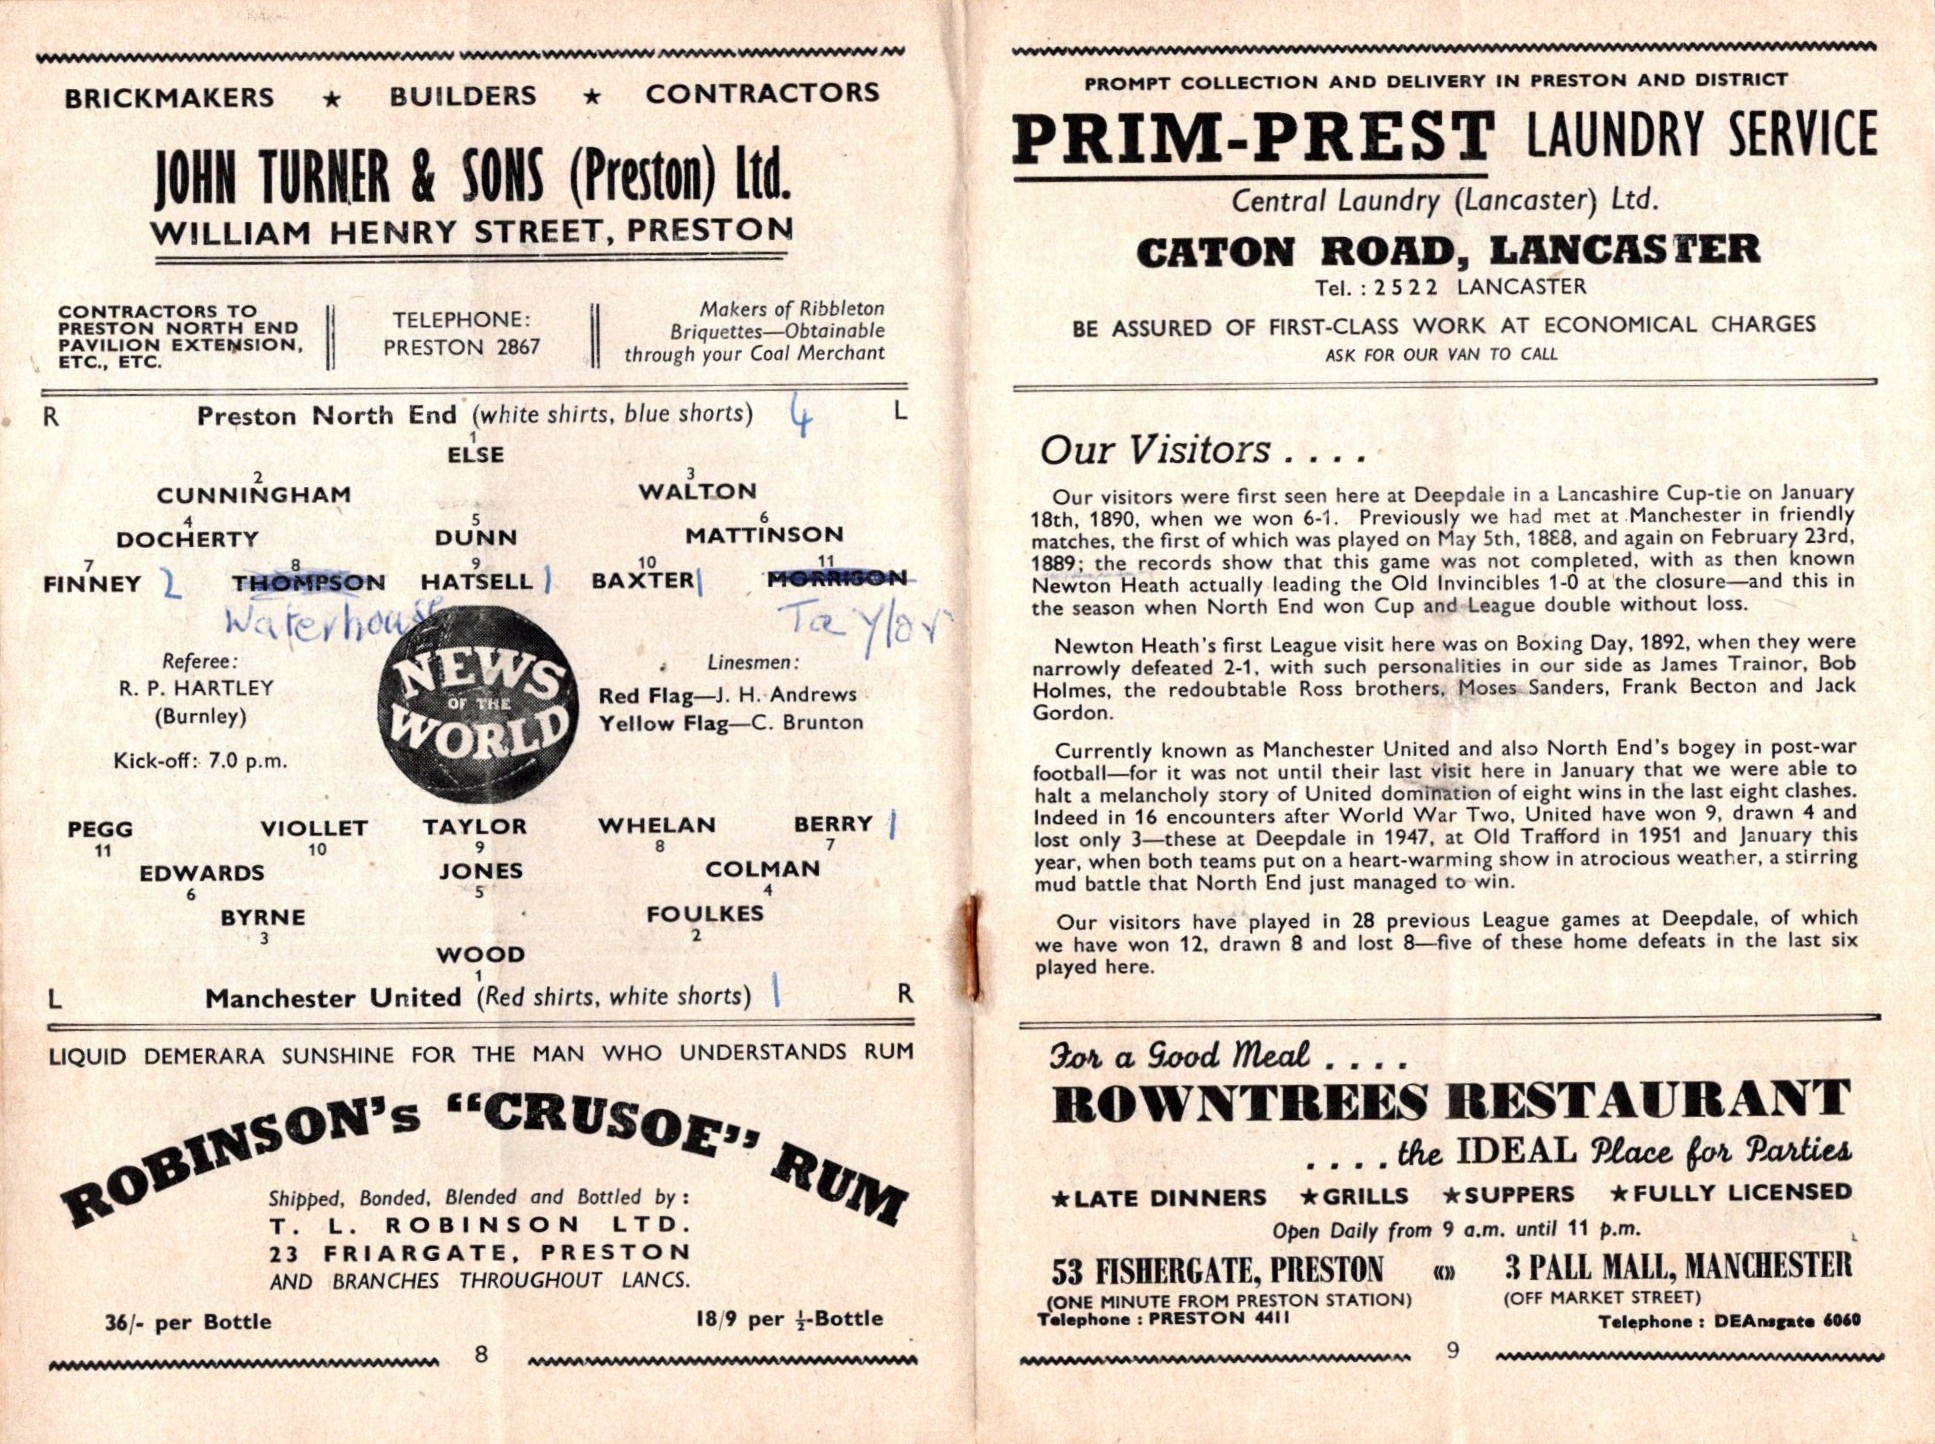 BRICKMAKERS ★ BUILDERS ★ CONTRACTORS
JOHN TURNER & SONS (Preston) Ltd.
WILLIAM HENRY STREET, PRESTON
CONTRACTORS TO
PRESTON NORTH END
PAVILION EXTENSION,
ETC., ETC.
TELEPHONE:
PRESTON 2867
Makers of Ribbleton
Briquettes—Obtainable
through your Coal Merchant
R Preston North End (white shirts, blue shorts) 4 L
1
ELSE
2 3
CUNNINGHAM WALTON
4 5 6
DOCHERTY DUNN MATTINSON
7 8 9 10 11
FINNEY 2 THOMPSON HATSELL 1 BAXTER 1 MORRISON
Waterhouse Taylor
Referee:
R. P. HARTLEY
(Burnley)
Kick-off: 7.0 p.m.
NEWS
OF THE
WORLD
Linesmen:
Red Flag—J. H. Andrews
Yellow Flag—C. Brunton
PEGG VIOLLET TAYLOR WHELAN BERRY 1
11 10 9 8 7
EDWARDS JONES COLMAN
6 5 4
BYRNE FOULKES
3 2
WOOD
1
L Manchester United (Red shirts, white shorts) 1 R
LIQUID DEMERARA SUNSHINE FOR THE MAN WHO UNDERSTANDS RUM
ROBINSON's "CRUSOE" RUM
Shipped, Bonded, Blended and Bottled by:
T. L. ROBINSON LTD.
23 FRIARGATE, PRESTON
AND BRANCHES THROUGHOUT LANCS.
36/- per Bottle 18/9 per ½-Bottle
8
PROMPT COLLECTION AND DELIVERY IN PRESTON AND DISTRICT
PRIM-PREST LAUNDRY SERVICE
Central Laundry (Lancaster) Ltd.
CATON ROAD, LANCASTER
Tel. : 2522 LANCASTER
BE ASSURED OF FIRST-CLASS WORK AT ECONOMICAL CHARGES
ASK FOR OUR VAN TO CALL
Our Visitors . . . .
Our visitors were first seen here at Deepdale in a Lancashire Cup-tie on January
18th, 1890, when we won 6-1. Previously we had met at Manchester in friendly
matches, the first of which was played on May 5th, 1888, and again on February 23rd,
1889; the records show that this game was not completed, with as then known
Newton Heath actually leading the Old Invincibles 1-0 at the closure—and this in
the season when North End won Cup and League double without loss.
Newton Heath's first League visit here was on Boxing Day, 1892, when they were
narrowly defeated 2-1, with such personalities in our side as James Trainor, Bob
Holmes, the redoubtable Ross brothers, Moses Sanders, Frank Becton and Jack
Gordon.
Currently known as Manchester United and also North End's bogey in post-war
football—for it was not until their last visit here in January that we were able to
halt a melancholy story of United domination of eight wins in the last eight clashes.
Indeed in 16 encounters after World War Two, United have won 9, drawn 4 and
lost only 3—these at Deepdale in 1947, at Old Trafford in 1951 and January this
year, when both teams put on a heart-warming show in atrocious weather, a stirring
mud battle that North End just managed to win.
Our visitors have played in 28 previous League games at Deepdale, of which
we have won 12, drawn 8 and lost 8—five of these home defeats in the last six
played here.
For a Good Meal . . . .
ROWNTREES RESTAURANT
. . . . the IDEAL Place for Parties
★LATE DINNERS ★GRILLS ★SUPPERS ★FULLY LICENSED
Open Daily from 9 a.m. until 11 p.m.
53 FISHERGATE, PRESTON «» 3 PALL MALL, MANCHESTER
(ONE MINUTE FROM PRESTON STATION) (OFF MARKET STREET)
Telephone : PRESTON 4411 Telephone : DEAnsgate 6060
9